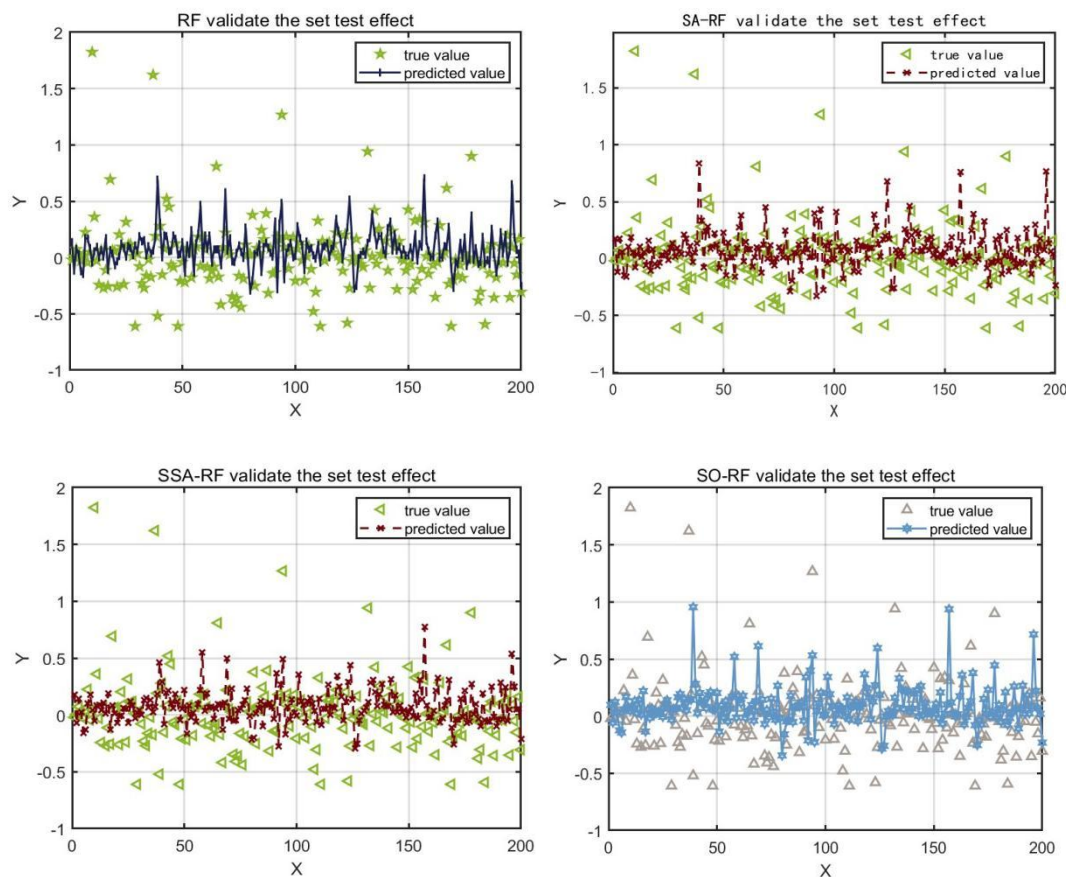 RF validate the set test effect
true value
predicted value
2
1.5
1
0.5
0
-0.5
-1
Y
0
50
100
150
200
X
SA-RF validate the set test effect
true value
predicted value
2
1.5
1
0.5
0
-0.5
-1
Y
0
50
100
150
200
X
SSA-RF validate the set test effect
true value
predicted value
2
1.5
1
0.5
0
-0.5
-1
Y
0
50
100
150
200
X
SO-RF validate the set test effect
true value
predicted value
2
1.5
1
0.5
0
-0.5
-1
Y
0
50
100
150
200
X